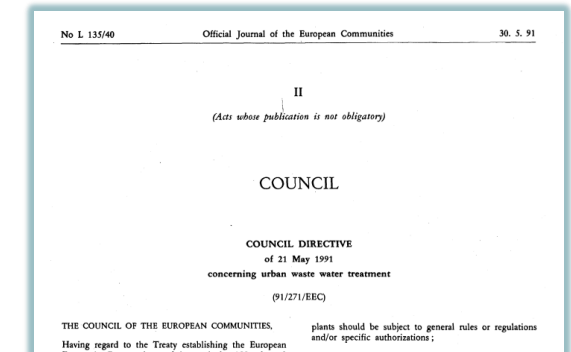 No L 135/40 Official Journal of the European Communities 30. 5. 91
II
(Acts whose publication is not obligatory)
COUNCIL
COUNCIL DIRECTIVE
of 21 May 1991
concerning urban waste water treatment
(91/271/EEC)
THE COUNCIL OF THE EUROPEAN COMMUNITIES,
Having regard to the Treaty establishing the European
plants should be subject to general rules or regulations
and/or specific authorizations ;